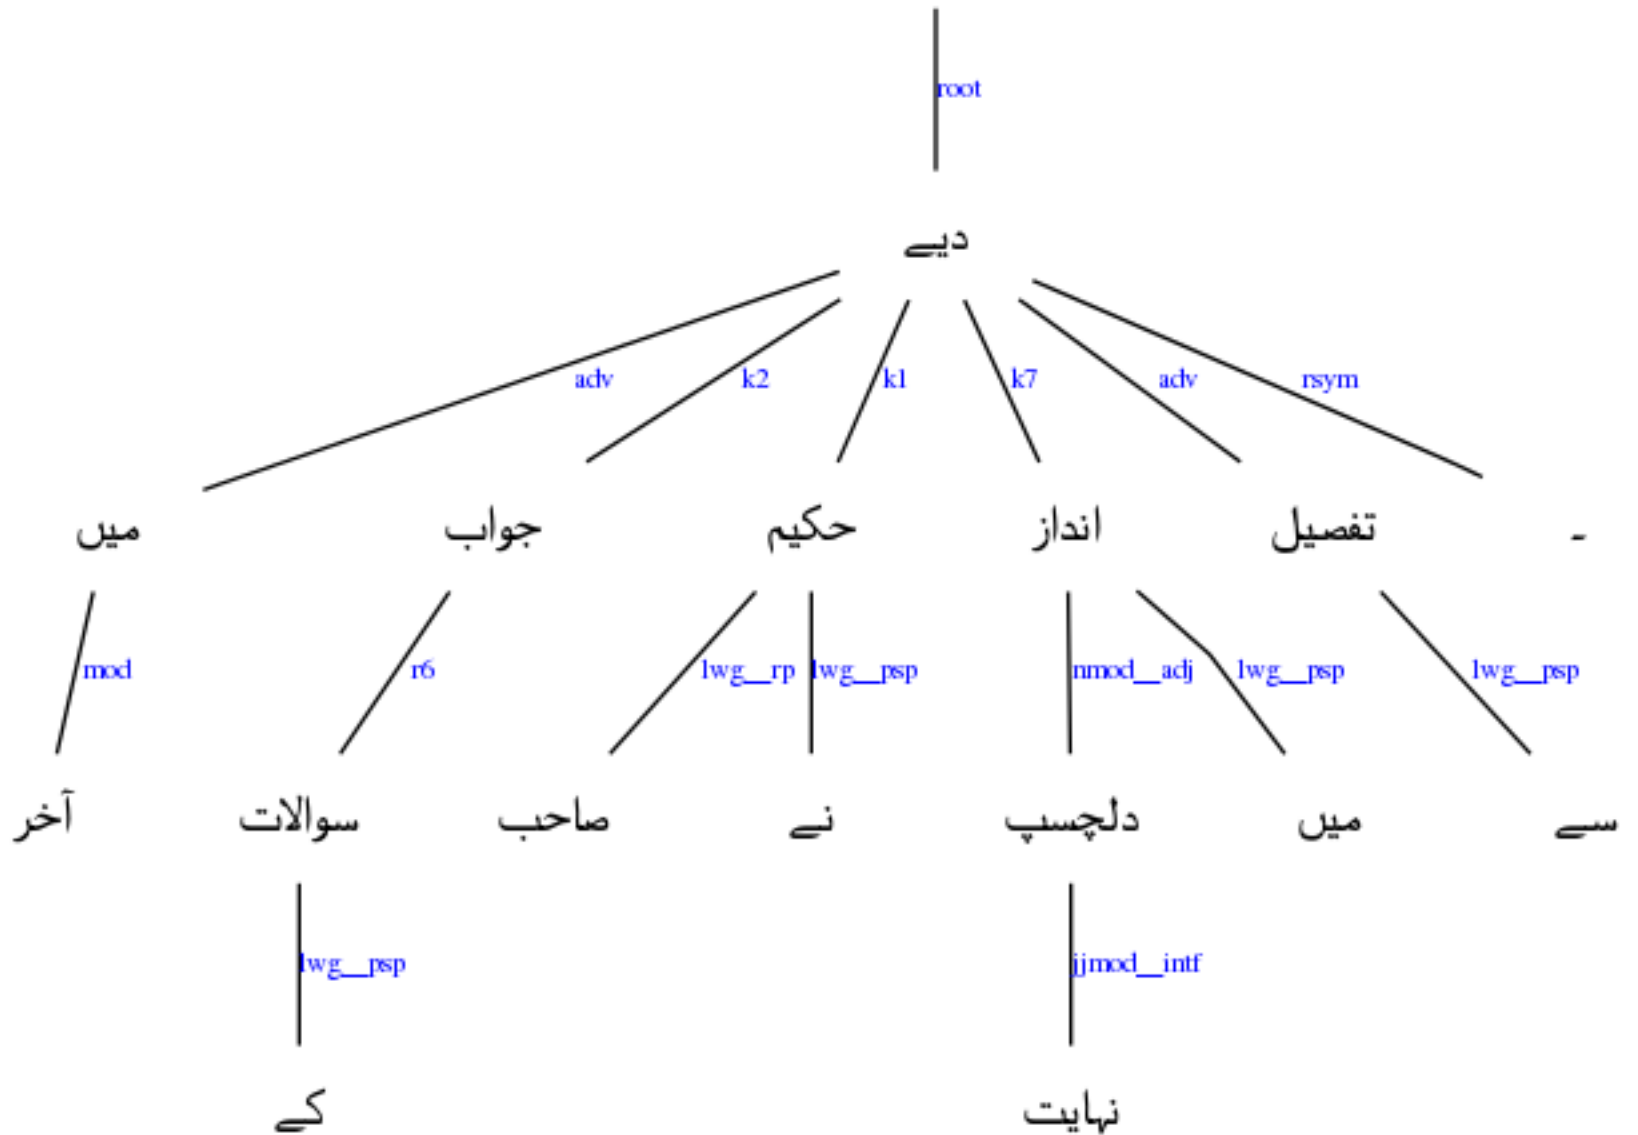 root
دیے
adv k2 k1 k7 adv rsym
میں جواب حکیم انداز تفصیل ۔
mod r6 lwg__rp lwg__psp nmod__adj lwg__psp lwg__psp
آخر سوالات صاحب نے دلچسپ میں سے
lwg__psp jjmod__intf
کے نہایت